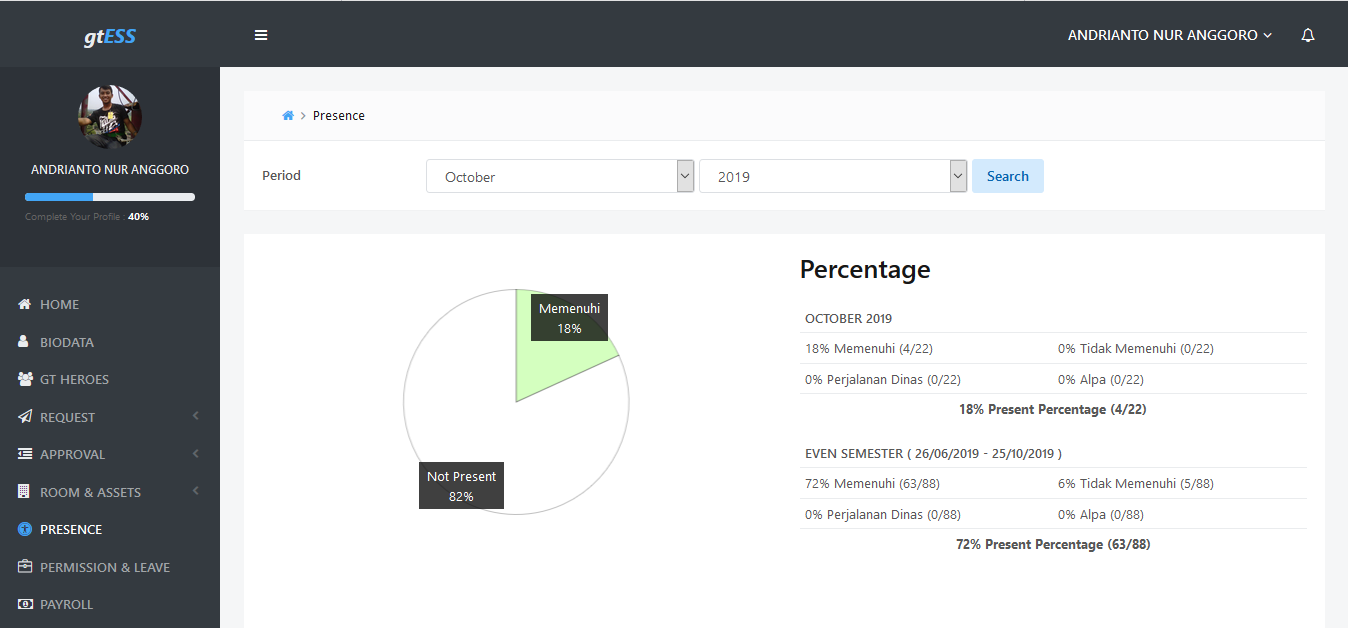 gtESS
ANDRIANTO NUR ANGGORO
ANDRIANTO NUR ANGGORO
Complete Your Profile : 40%
HOME
BIODATA
GT HEROES
REQUEST
APPROVAL
ROOM & ASSETS
PRESENCE
PERMISSION & LEAVE
PAYROLL
Presence
Period
October
2019
Search
Memenuhi
18%
Not Present
82%
Percentage
OCTOBER 2019
18% Memenuhi (4/22) 0% Tidak Memenuhi (0/22)
0% Perjalanan Dinas (0/22) 0% Alpa (0/22)
18% Present Percentage (4/22)
EVEN SEMESTER ( 26/06/2019 - 25/10/2019 )
72% Memenuhi (63/88) 6% Tidak Memenuhi (5/88)
0% Perjalanan Dinas (0/88) 0% Alpa (0/88)
72% Present Percentage (63/88)